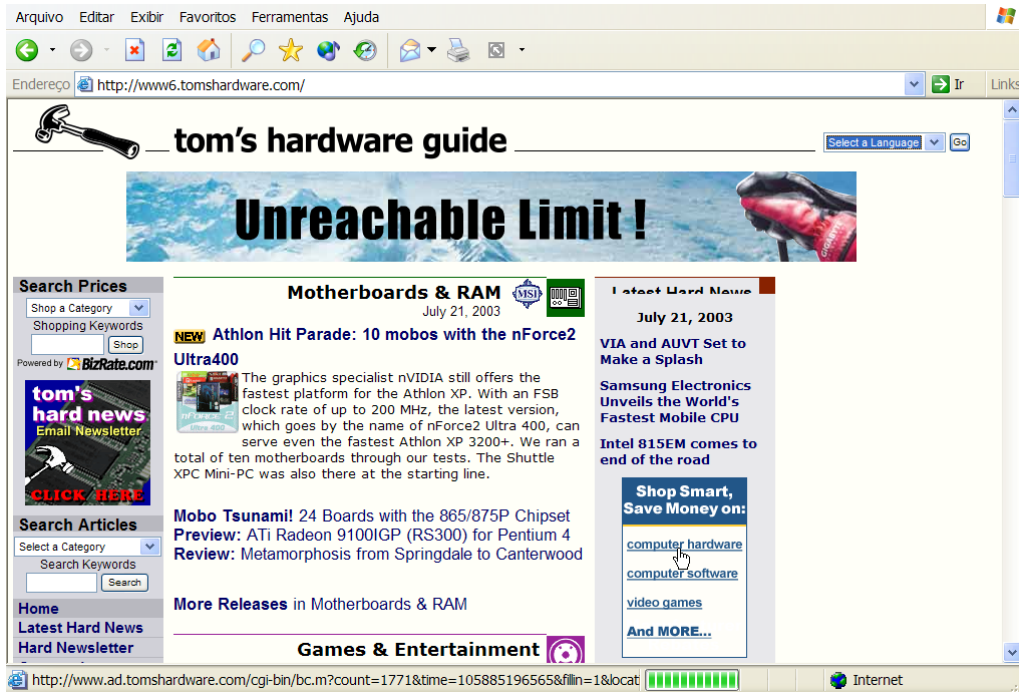 Arquivo Editar Exibir Favoritos Ferramentas Ajuda
Endereço http://www6.tomshardware.com/ Ir Links
tom's hardware guide
Select a Language Go
Unreachable Limit !
GIGABYTE
Search Prices
Shop a Category
Shopping Keywords
Shop
Powered by BizRate.com
tom's
hard news
Email Newsletter
CLICK HERE
Search Articles
Select a Category
Search Keywords
Search
Home
Latest Hard News
Hard Newsletter
Motherboards & RAM
MSI
July 21, 2003
NEW Athlon Hit Parade: 10 mobos with the nForce2
Ultra400
nFORCE 2
Ultra 400
The graphics specialist nVIDIA still offers the
fastest platform for the Athlon XP. With an FSB
clock rate of up to 200 MHz, the latest version,
which goes by the name of nForce2 Ultra 400, can
serve even the fastest Athlon XP 3200+. We ran a
total of ten motherboards through our tests. The Shuttle
XPC Mini-PC was also there at the starting line.
Mobo Tsunami! 24 Boards with the 865/875P Chipset
Preview: ATi Radeon 9100IGP (RS300) for Pentium 4
Review: Metamorphosis from Springdale to Canterwood
More Releases in Motherboards & RAM
Games & Entertainment
Latest Hard News
July 21, 2003
VIA and AUVT Set to
Make a Splash
Samsung Electronics
Unveils the World's
Fastest Mobile CPU
Intel 815EM comes to
end of the road
Shop Smart,
Save Money on:
computer hardware
computer software
video games
And MORE...
http://www.ad.tomshardware.com/cgi-bin/bc.m?count=1771&time=105885196565&filin=1&locat
Internet